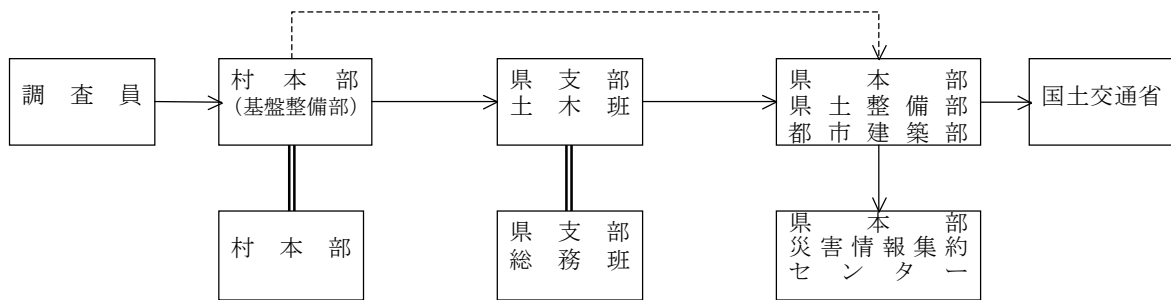 調査員
村本部
(基盤整備部)
県支部
土木班
県本部
県土整備部
都市建築部
国土交通省
村本部
県支部
総務班
県本部
災害情報集約
センター